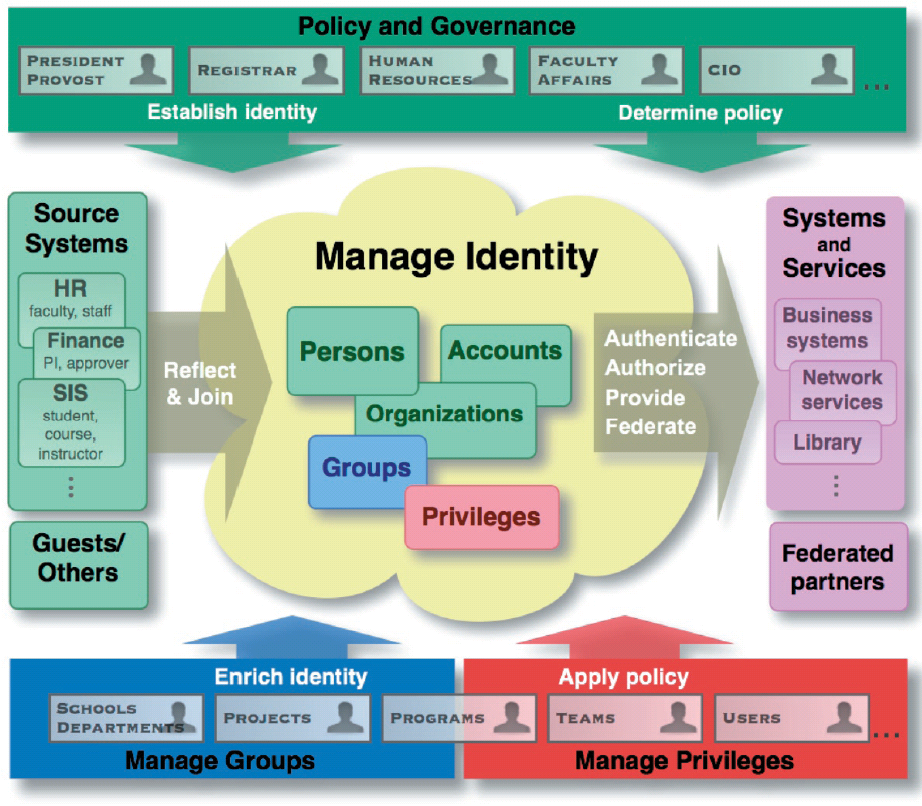 Policy and Governance
PRESIDENT
PROVOST
REGISTRAR
HUMAN
RESOURCES
FACULTY
AFFAIRS
CIO
...
Establish identity
Determine policy
Source
Systems
HR
faculty, staff
Finance
PI, approver
SIS
student,
course,
instructor
⋮
Guests/
Others
Reflect
& Join
Manage Identity
Persons
Accounts
Organizations
Groups
Privileges
Authenticate
Authorize
Provide
Federate
Systems
and
Services
Business
systems
Network
services
Library
⋮
Federated
partners
Enrich identity
Apply policy
SCHOOLS
DEPARTMENTS
PROJECTS
PROGRAMS
TEAMS
USERS
...
Manage Groups
Manage Privileges